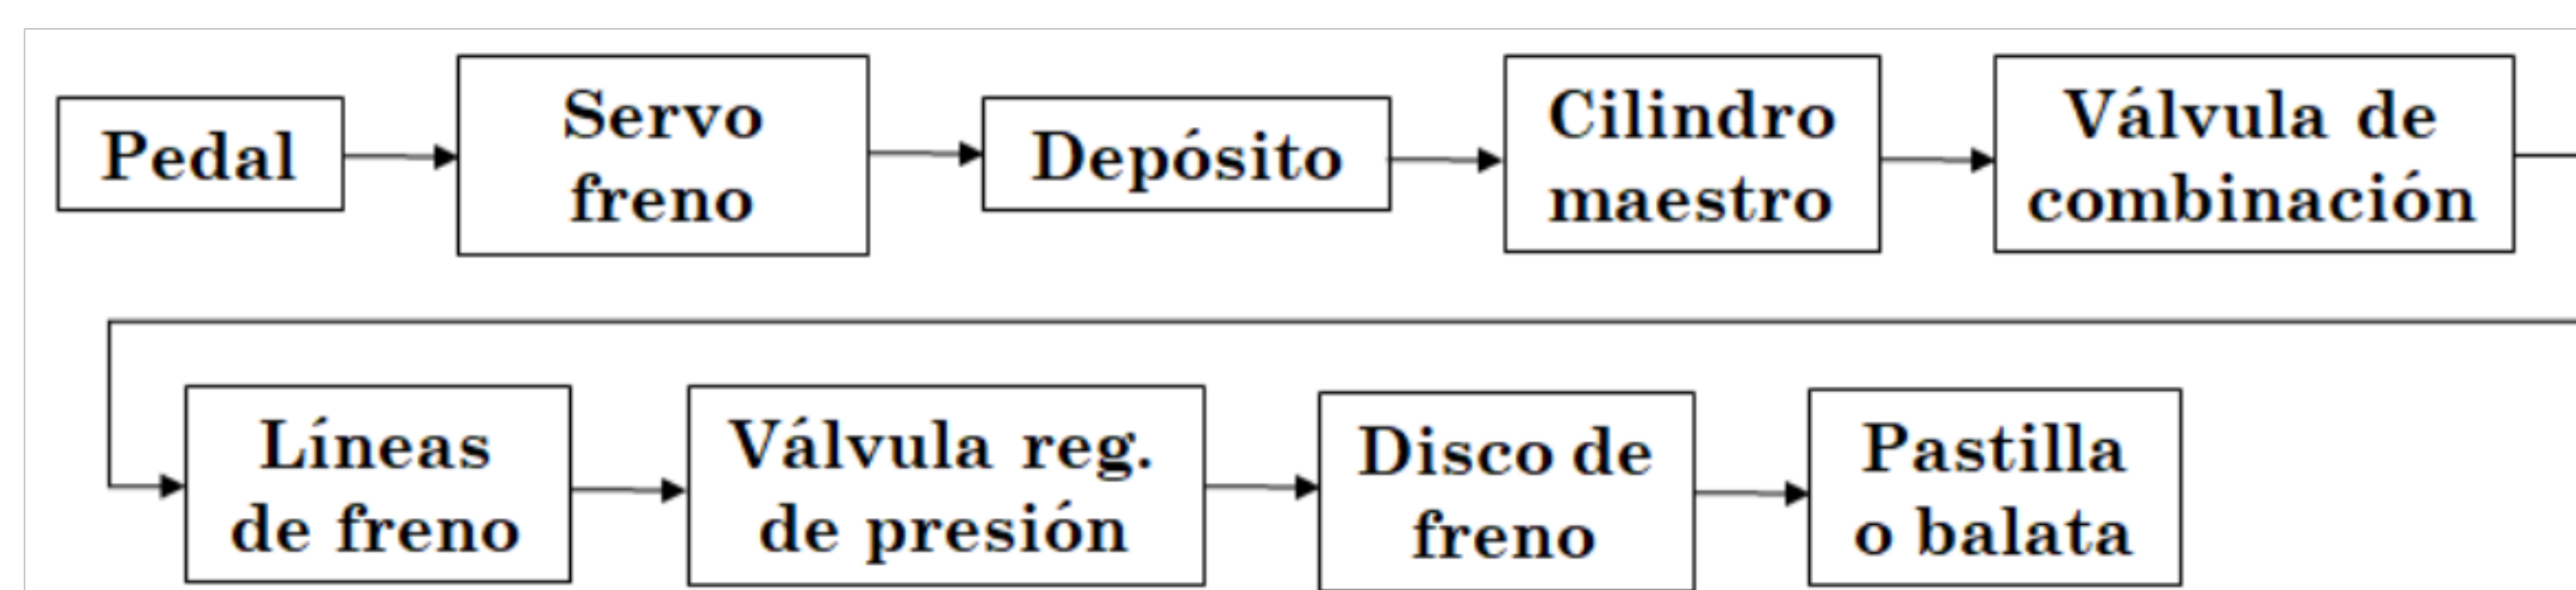 Pedal
Servo
freno
Depósito
Cilindro
maestro
Válvula de
combinación
Líneas
de freno
Válvula reg.
de presión
Disco de
freno
Pastilla
o balata